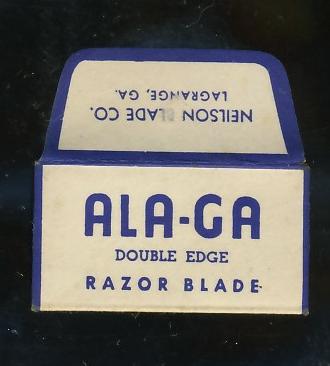 NEILSON BLADE CO.
LAGRANGE, GA.
ALA-GA
DOUBLE EDGE
RAZOR BLADE